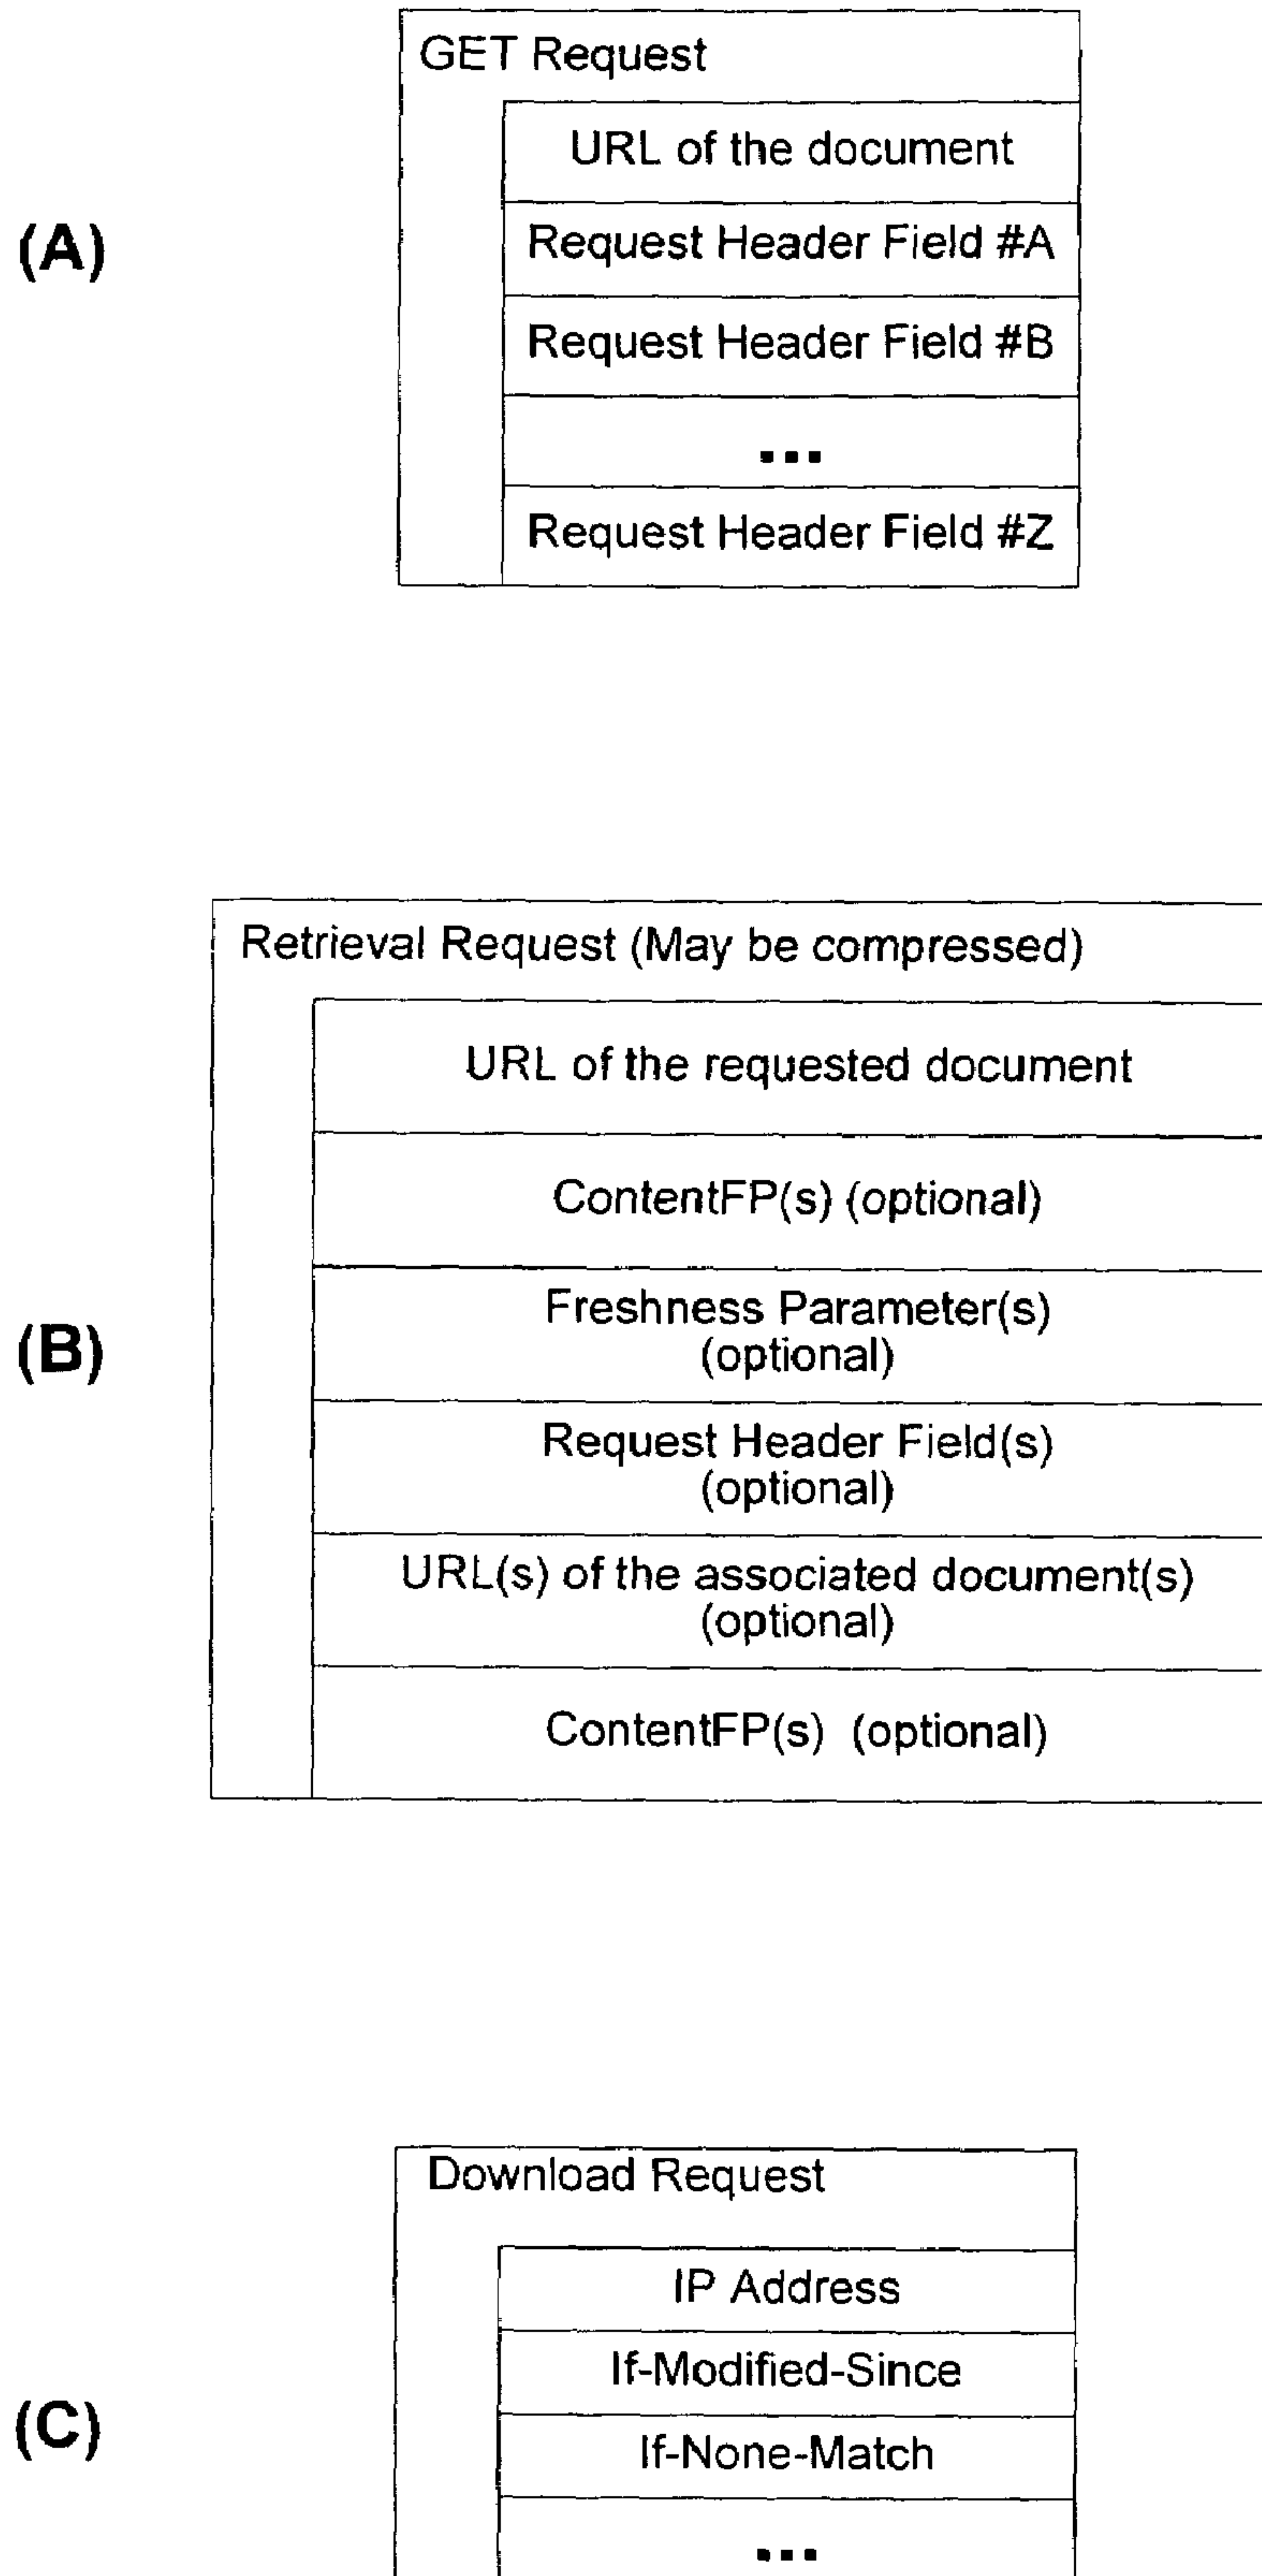 (A)
GET Request
URL of the document
Request Header Field #A
Request Header Field #B
...
Request Header Field #Z
(B)
Retrieval Request (May be compressed)
URL of the requested document
ContentFP(s) (optional)
Freshness Parameter(s)
(optional)
Request Header Field(s)
(optional)
URL(s) of the associated document(s)
(optional)
ContentFP(s) (optional)
(C)
Download Request
IP Address
If-Modified-Since
If-None-Match
...